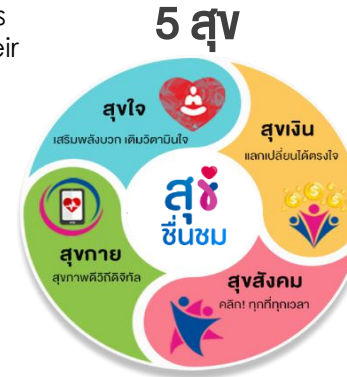 s
eir
5 สุข
สุขใจ
เสริมพลังบวก เติมวิตามินใจ
สุขเงิน
แลกเปลี่ยนได้ตรงใจ
สุข
ชื่นชม
สุขกาย
สุขภาพดีวิถีดิจิทัล
สุขสังคม
คลิก! ทุกที่ทุกเวลา